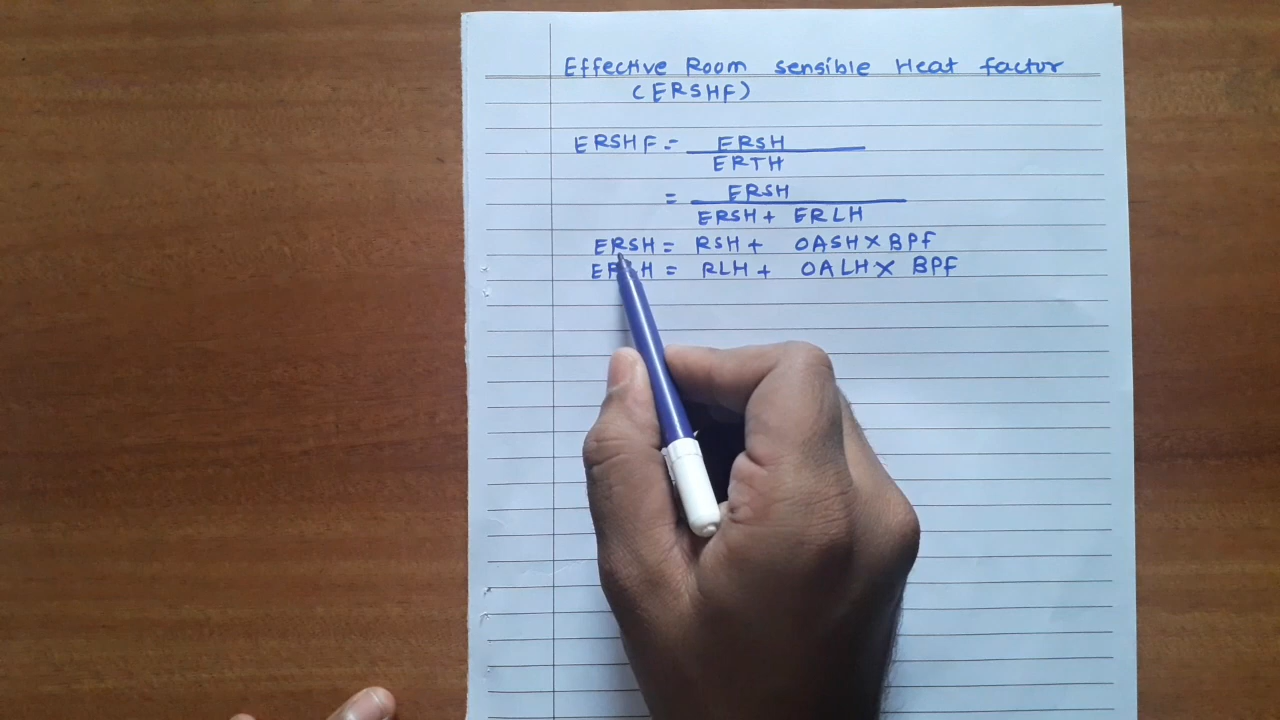 Effective Room sensible Heat factor
(ERSHF)
ERSHF = ERSH
ERTH
= ERSH
ERSH + ERLH
ERSH = RSH + OASH X BPF
= RLH + OALH X BPF